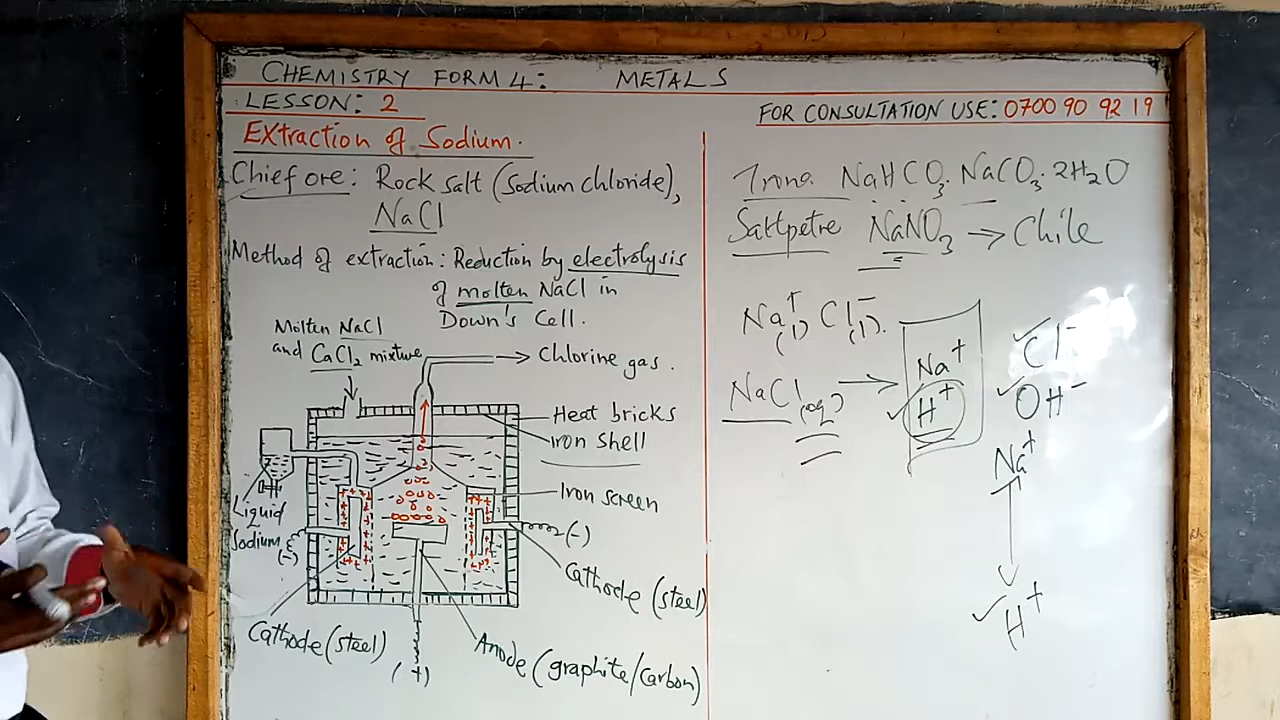 CHEMISTRY FORM 4: METALS
LESSON: 2
FOR CONSULTATION USE: 0700 90 92 19
Extraction of Sodium.
Chief ore: Rock salt (Sodium chloride),
NaCl
Method of extraction: Reduction by electrolysis
of molten NaCl in
Down's Cell.
Molten NaCl
and CaCl₂ mixture
Chlorine gas.
Heat bricks
iron shell
Iron screen
Liquid
Sodium
(-)
(-)
Cathode (steel)
Cathode (steel)
Anode (graphite/carbon)
(+)
Trona NaHCO₃. NaCO₃. 2H₂O
Saltpetre NaNO₃ → Chile
Na⁺(l) Cl⁻(l).
NaCl(aq) →
Na⁺
H⁺
Cl⁻
OH⁻
Na⁺
H⁺